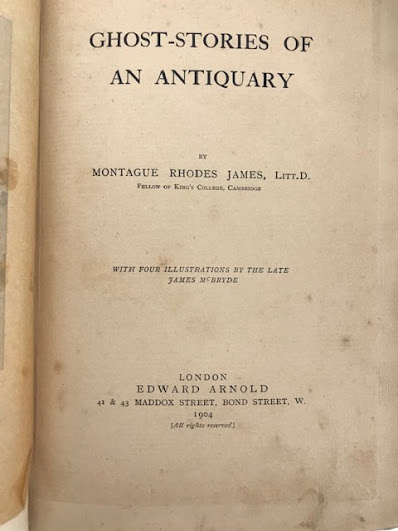 GHOST-STORIES OF
AN ANTIQUARY
BY
MONTAGUE RHODES JAMES, LITT.D.
FELLOW OF KING'S COLLEGE, CAMBRIDGE
WITH FOUR ILLUSTRATIONS BY THE LATE
JAMES McBRYDE
LONDON
EDWARD ARNOLD
41 & 43 MADDOX STREET, BOND STREET, W.
1904
[All rights reserved]